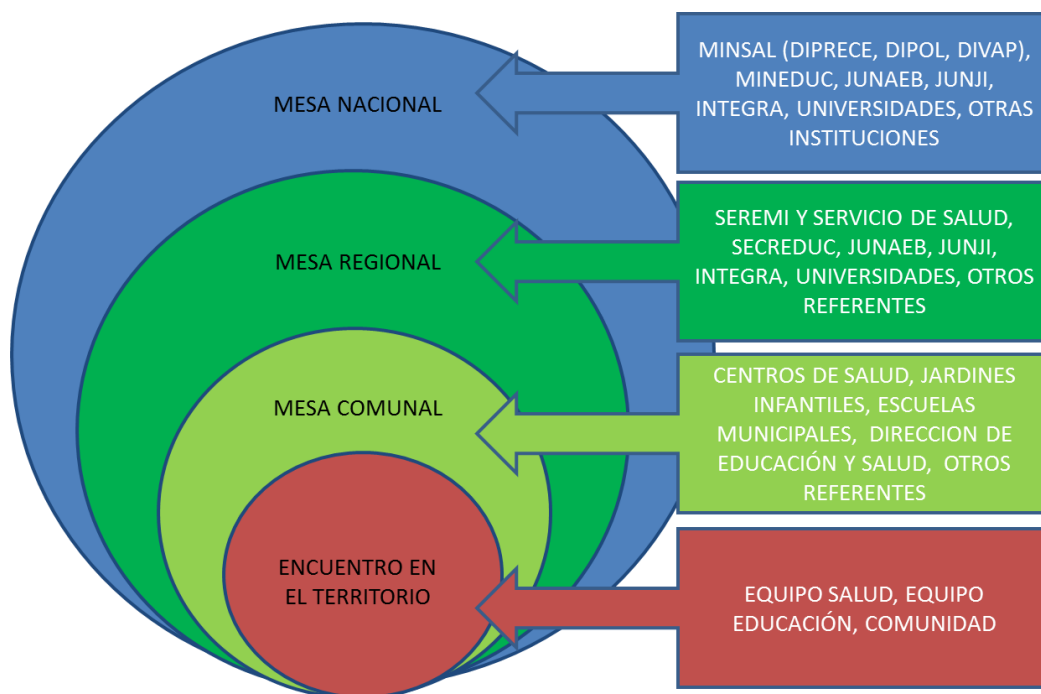 MESA NACIONAL
MINSAL (DIPRECE, DIPOL, DIVAP),
MINEDUC, JUNAEB, JUNJI,
INTEGRA, UNIVERSIDADES, OTRAS
INSTITUCIONES
MESA REGIONAL
SEREMI Y SERVICIO DE SALUD,
SECREDUC, JUNAEB, JUNJI,
INTEGRA, UNIVERSIDADES, OTROS
REFERENTES
MESA COMUNAL
CENTROS DE SALUD, JARDINES
INFANTILES, ESCUELAS
MUNICIPALES, DIRECCION DE
EDUCACIÓN Y SALUD, OTROS
REFERENTES
ENCUENTRO EN
EL TERRITORIO
EQUIPO SALUD, EQUIPO
EDUCACIÓN, COMUNIDAD